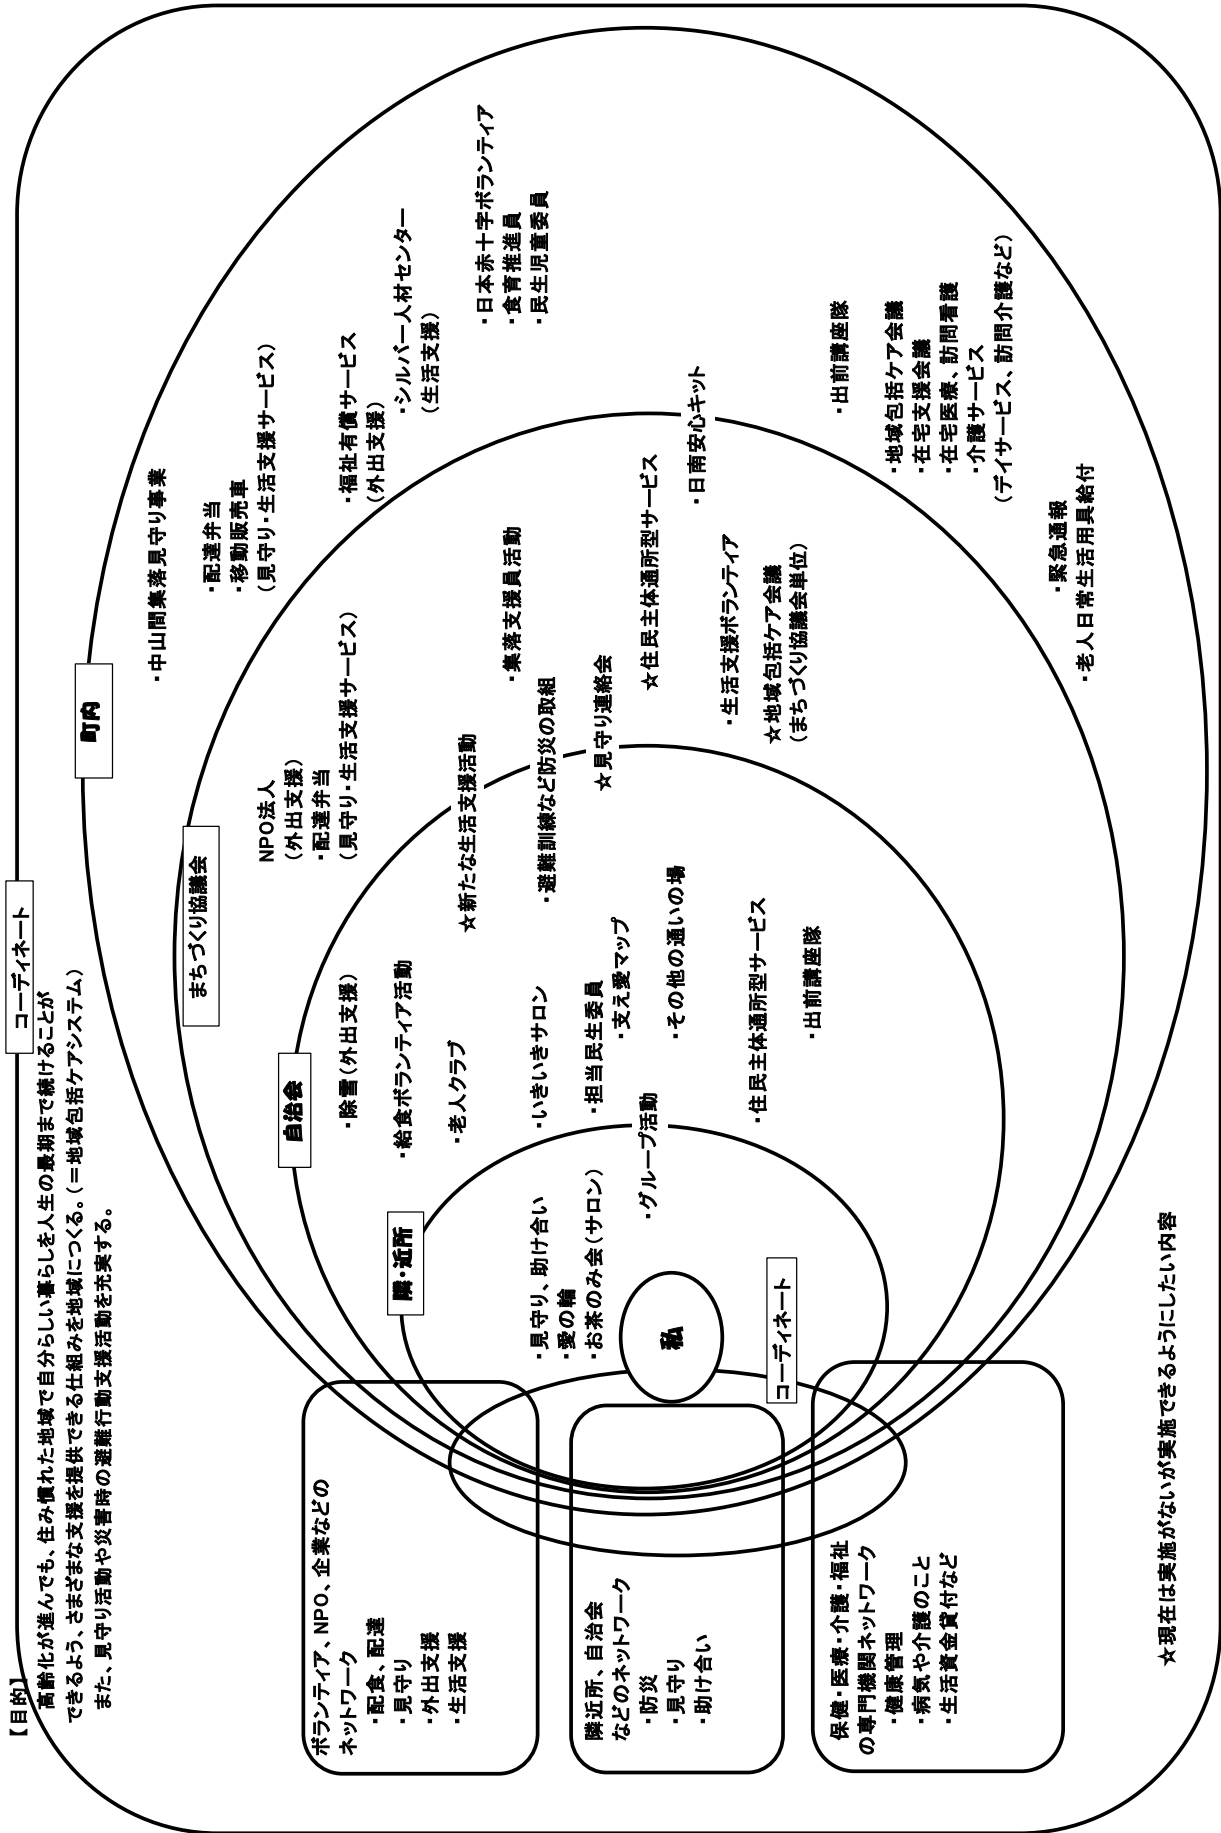 【目的】
高齢化が進んでも、住み慣れた地域で自分らしい暮らしを人生の最期まで続けることが
できるよう、さまざまな支援を提供できる仕組みを地域につくる。(=地域包括ケアシステム)
また、見守り活動や災害時の避難行動支援活動を充実する。
コーディネート
町内
・中山間集落見守り事業
・配達弁当
・移動販売車
(見守り・生活支援サービス)
・福祉有償サービス
(外出支援)
・シルバー人材センター
(生活支援)
・日本赤十字ボランティア
・食育推進員
・民生児童委員
・出前講座隊
・地域包括ケア会議
・在宅支援会議
・在宅医療、訪問看護
・介護サービス
(デイサービス、訪問介護など)
・緊急通報
・老人日常生活用具給付
まちづくり協議会
NPO法人
(外出支援)
・配達弁当
(見守り・生活支援サービス)
☆新たな生活支援活動
・集落支援員活動
・避難訓練など防災の取組
☆見守り連絡会
☆住民主体通所型サービス
・日南安心キット
・生活支援ボランティア
☆地域包括ケア会議
(まちづくり協議会単位)
自治会
・除雪(外出支援)
・給食ボランティア活動
・老人クラブ
・いきいきサロン
・担当民生委員
・支え愛マップ
・その他の通いの場
・住民主体通所型サービス
・出前講座隊
隣・近所
・見守り、助け合い
・愛の輪
・お茶のみ会(サロン)
・グループ活動
私
コーディネート
ボランティア、NPO、企業などの
ネットワーク
・配食、配達
・見守り
・外出支援
・生活支援
隣近所、自治会
などのネットワーク
・防災
・見守り
・助け合い
保健・医療・介護・福祉
の専門機関ネットワーク
・健康管理
・病気や介護のこと
・生活資金貸付など
☆現在は実施がないが実施できるようにしたい内容